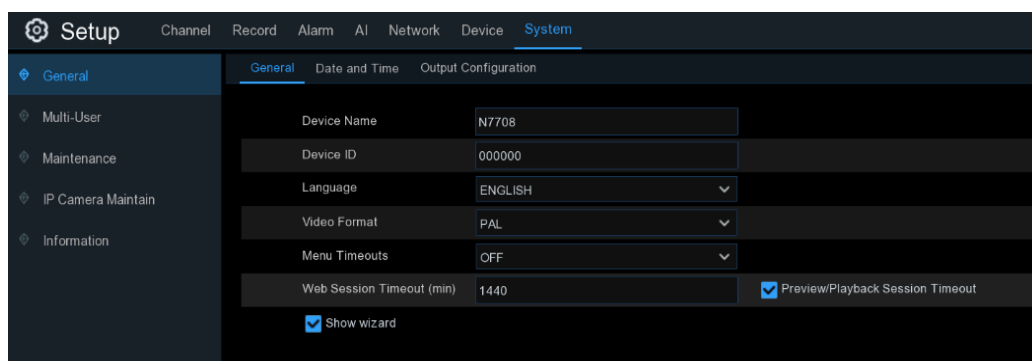 Setup Channel Record Alarm AI Network Device System
General
Multi-User
Maintenance
IP Camera Maintain
Information
General Date and Time Output Configuration
Device Name N7708
Device ID 000000
Language ENGLISH
Video Format PAL
Menu Timeouts OFF
Web Session Timeout (min) 1440 Preview/Playback Session Timeout
Show wizard